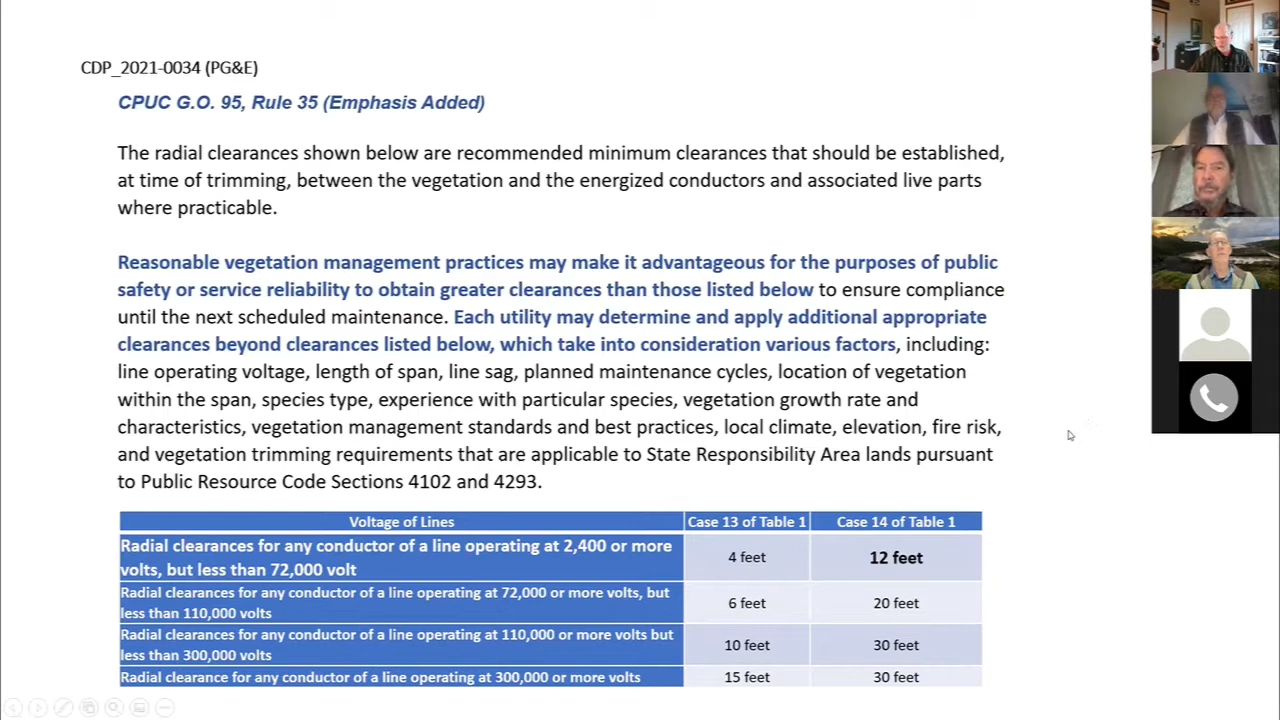 CDP_2021-0034 (PG&E)
CPUC G.O. 95, Rule 35 (Emphasis Added)
The radial clearances shown below are recommended minimum clearances that should be established,
at time of trimming, between the vegetation and the energized conductors and associated live parts
where practicable.
Reasonable vegetation management practices may make it advantageous for the purposes of public
safety or service reliability to obtain greater clearances than those listed below to ensure compliance
until the next scheduled maintenance. Each utility may determine and apply additional appropriate
clearances beyond clearances listed below, which take into consideration various factors, including:
line operating voltage, length of span, line sag, planned maintenance cycles, location of vegetation
within the span, species type, experience with particular species, vegetation growth rate and
characteristics, vegetation management standards and best practices, local climate, elevation, fire risk,
and vegetation trimming requirements that are applicable to State Responsibility Area lands pursuant
to Public Resource Code Sections 4102 and 4293.
Voltage of Lines Case 13 of Table 1 Case 14 of Table 1
Radial clearances for any conductor of a line operating at 2,400 or more
volts, but less than 72,000 volt 4 feet 12 feet
Radial clearances for any conductor of a line operating at 72,000 or more volts, but
less than 110,000 volts 6 feet 20 feet
Radial clearances for any conductor of a line operating at 110,000 or more volts but
less than 300,000 volts 10 feet 30 feet
Radial clearance for any conductor of a line operating at 300,000 or more volts 15 feet 30 feet